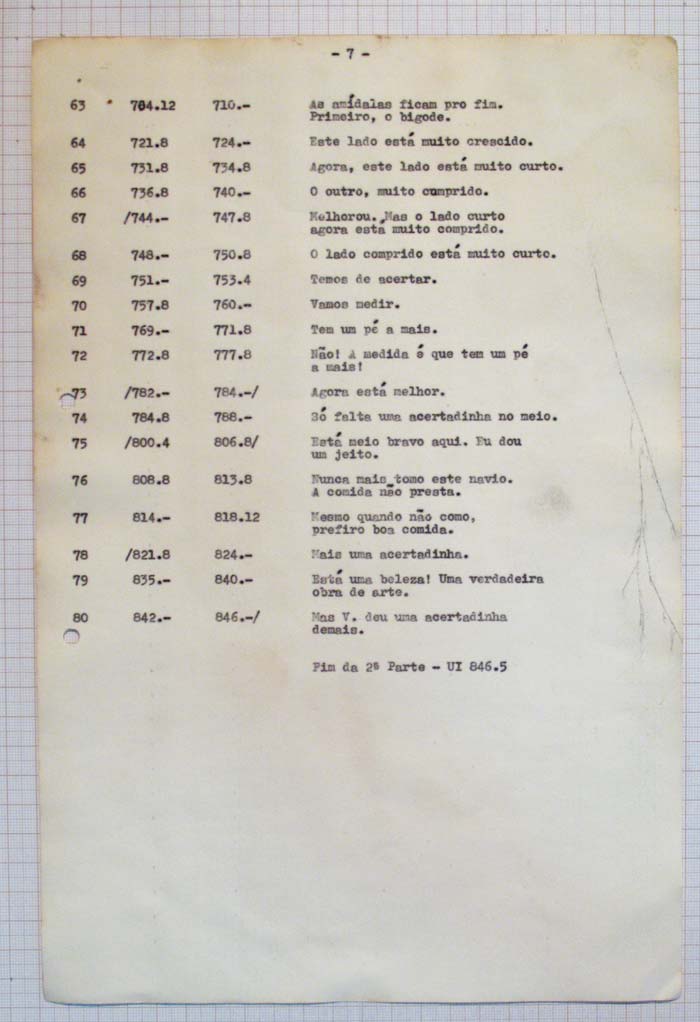 - 7 -
63 704.12 710.- As amídalas ficam pro fim.
Primeiro, o bigode.
64 721.8 724.- Este lado está muito crescido.
65 731.8 734.8 Agora, este lado está muito curto.
66 736.8 740.- O outro, muito comprido.
67 /744.- 747.8 Melhorou. Mas o lado curto
agora está muito comprido.
68 748.- 750.8 O lado comprido está muito curto.
69 751.- 753.4 Temos de acertar.
70 757.8 760.- Vamos medir.
71 769.- 771.8 Tem um pé a mais.
72 772.8 777.8 Não! A medida é que tem um pé
a mais!
73 /782.- 784.-/ Agora está melhor.
74 784.8 788.- Só falta uma acertadinha no meio.
75 /800.4 806.8/ Está meio bravo aqui. Eu dou
um jeito.
76 808.8 813.8 Nunca mais tomo este navio.
A comida não presta.
77 814.- 818.12 Mesmo quando não como,
prefiro boa comida.
78 /821.8 824.- Mais uma acertadinha.
79 835.- 840.- Está uma beleza! Uma verdadeira
obra de arte.
80 842.- 846.-/ Mas V. deu uma acertadinha
demais.
Fim da 2ª Parte - UI 846.5